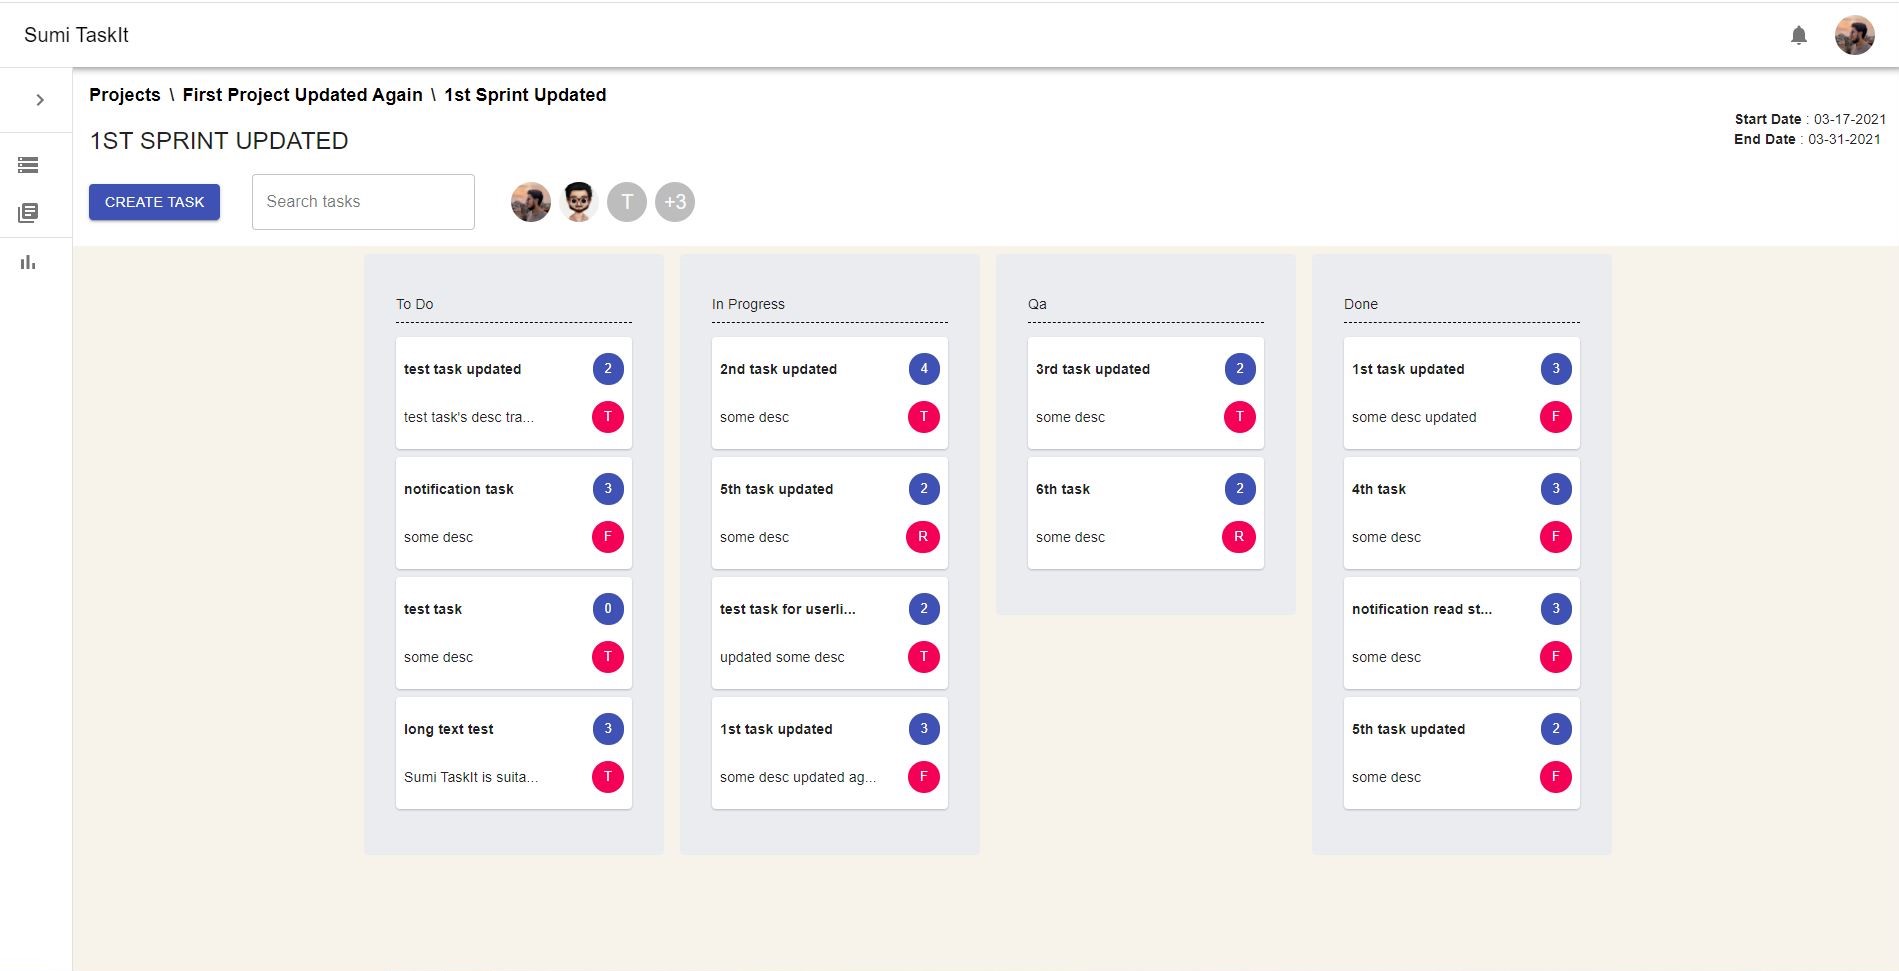 Sumi TaskIt
Projects \ First Project Updated Again \ 1st Sprint Updated
1ST SPRINT UPDATED
Start Date : 03-17-2021
End Date : 03-31-2021
CREATE TASK
Search tasks
T
+3
To Do
test task updated
2
test task's desc tra...
T
notification task
3
some desc
F
test task
0
some desc
T
long text test
3
Sumi TaskIt is suita...
T
In Progress
2nd task updated
4
some desc
T
5th task updated
2
some desc
R
test task for userli...
2
updated some desc
T
1st task updated
3
some desc updated ag...
F
Qa
3rd task updated
2
some desc
T
6th task
2
some desc
R
Done
1st task updated
3
some desc updated
F
4th task
3
some desc
F
notification read st...
3
some desc
F
5th task updated
2
some desc
F